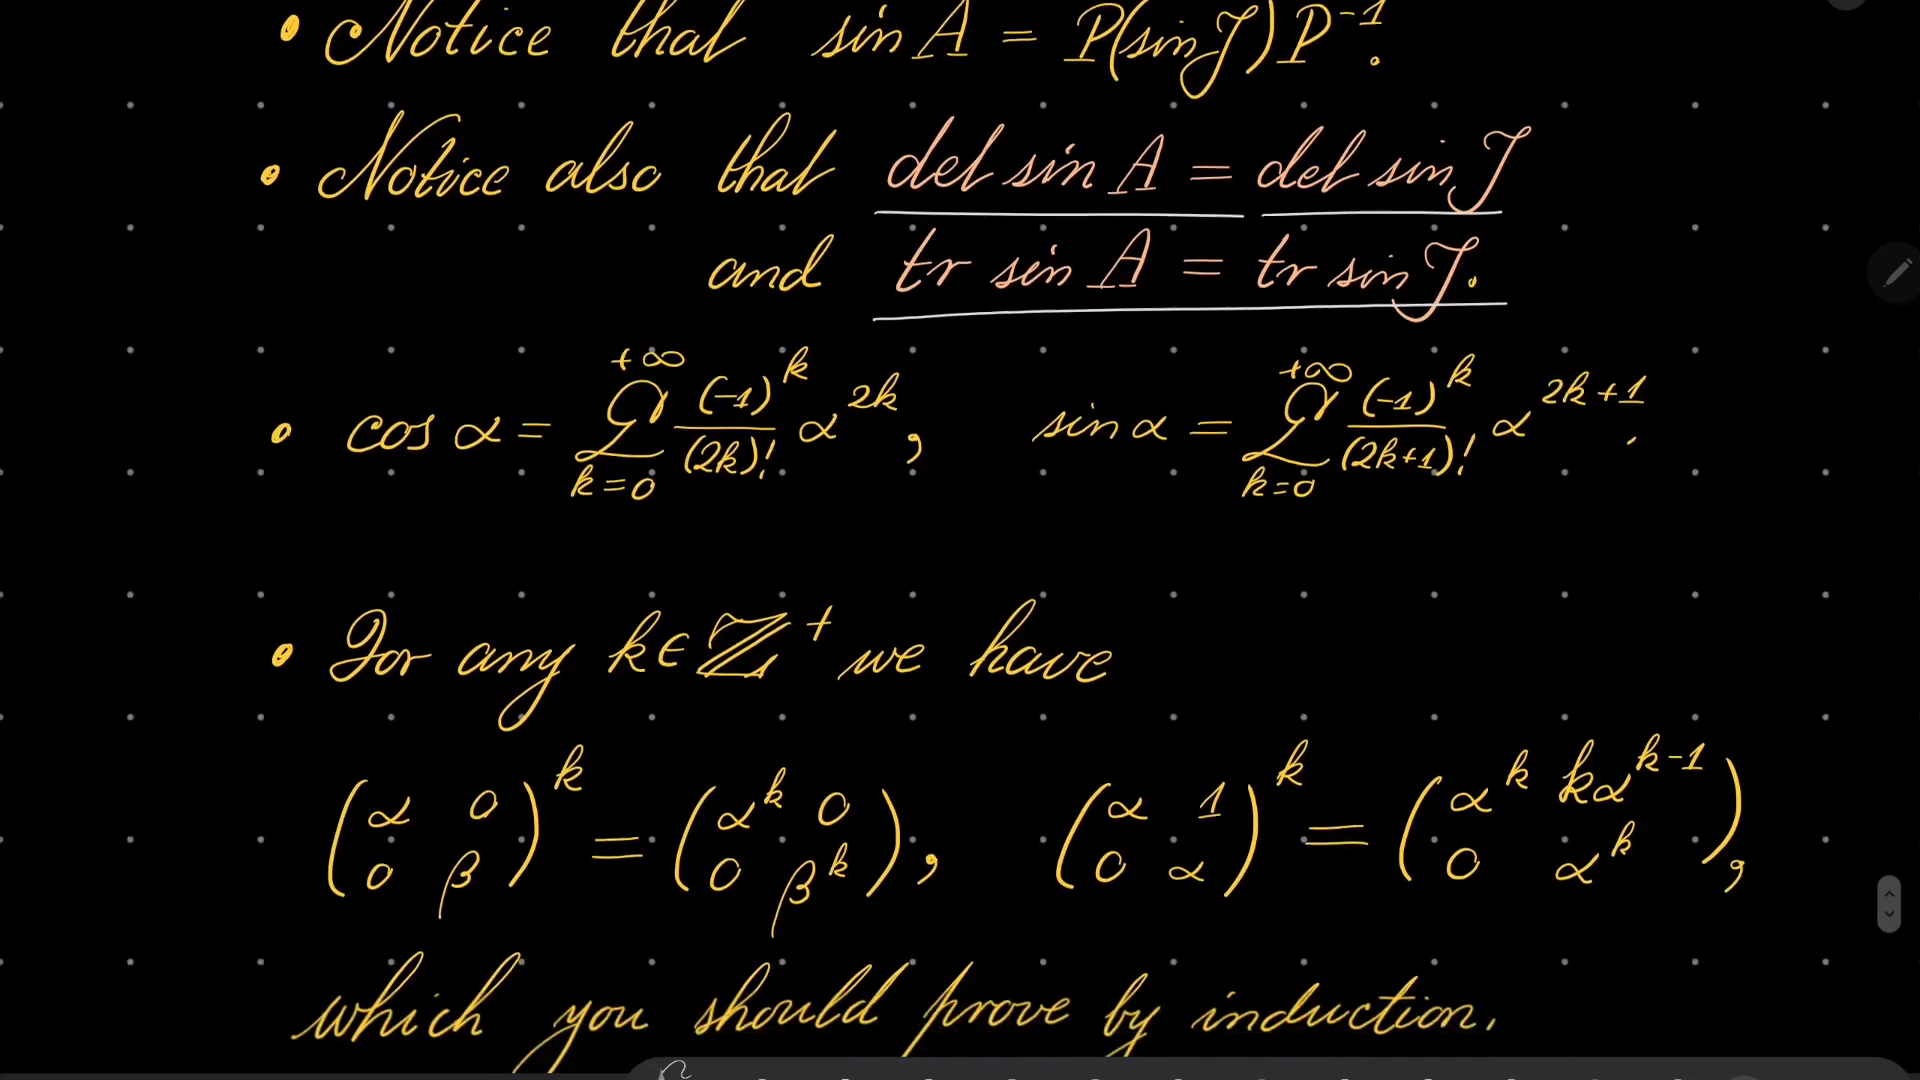 • Notice that sin A = P(sin J)P⁻¹.
• Notice also that det sin A = det sin J
and tr sin A = tr sin J.
• cos α = ∑_{k=0}^{+∞} (-1)^k/(2k)! α^{2k}, sin α = ∑_{k=0}^{+∞} (-1)^k/(2k+1)! α^{2k+1}.
• For any k∈ℤ⁺ we have
(α 0; 0 β)^k = (α^k 0; 0 β^k), (α 1; 0 α)^k = (α^k kα^{k-1}; 0 α^k),
which you should prove by induction.